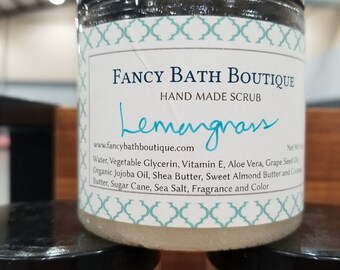 FANCY BATH BOUTIQUE
HAND MADE SCRUB
Lemongrass
www.fancybathboutique.com Net W
Water, Vegetable Glycerin, Vitamin E, Aloe Vera, Grape Seed Oil,
Organic Jojoba Oil, Shea Butter, Sweet Almond Butter and
Butter, Sugar Cane, Sea Salt, Fragrance and Color